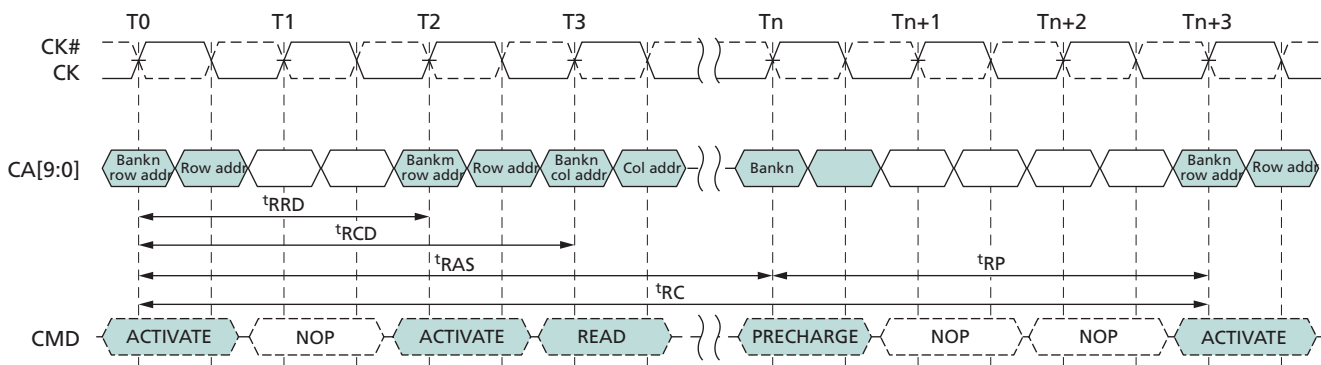 T0 T1 T2 T3 Tn Tn+1 Tn+2 Tn+3
CK#
CK
CA[9:0]
Bankn
row addr
Row addr
Bankm
row addr
Row addr
Bankn
col addr
Col addr
Bankn
Bankn
row addr
Row addr
tRRD
tRCD
tRAS
tRP
tRC
CMD ACTIVATE NOP ACTIVATE READ PRECHARGE NOP NOP ACTIVATE